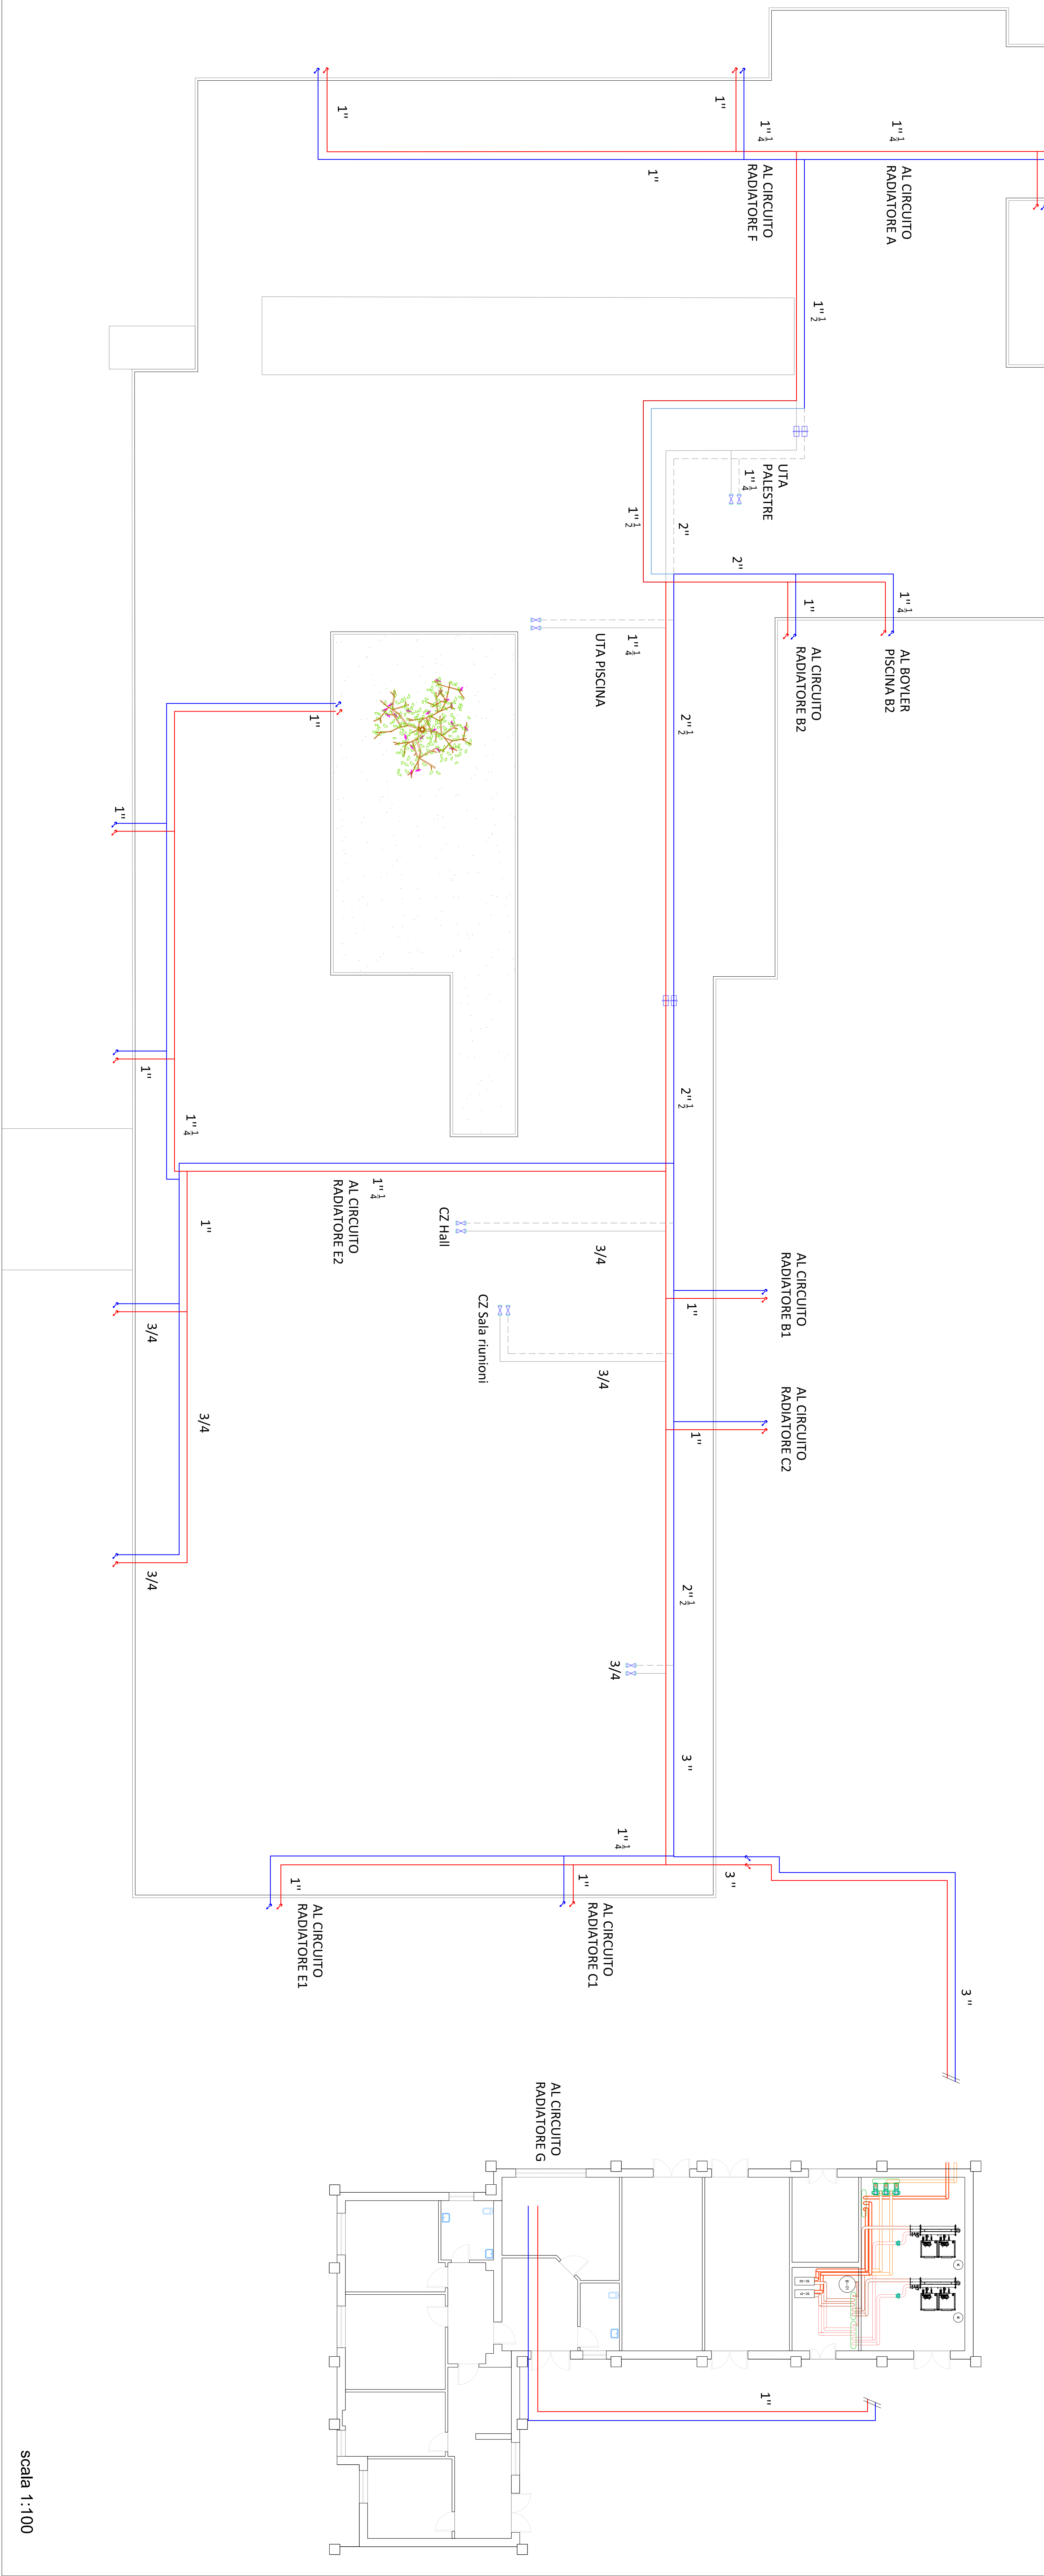 1"
1"
1" 1/4
1" 1/4
AL CIRCUITO
RADIATORE F
AL CIRCUITO
RADIATORE A
1"
1" 1/2
UTA
PALESTRE
1" 1/4
1" 1/2
2"
2"
1" 1/4
1"
AL BOYLER
PISCINA B2
AL CIRCUITO
RADIATORE B2
1" 1/4
UTA PISCINA
2" 1/2
1"
1"
1"
1" 1/4
2" 1/2
1" 1/4
AL CIRCUITO
RADIATORE E2
1"
CZ Hall
3/4
AL CIRCUITO
RADIATORE B1
1"
3/4
CZ Sala riunioni
3/4
AL CIRCUITO
RADIATORE C2
1"
3/4
3/4
2" 1/2
3/4
3 "
1" 1/4
3 "
1"
AL CIRCUITO
RADIATORE C1
1"
AL CIRCUITO
RADIATORE E1
3 "
AL CIRCUITO
RADIATORE G
1"
scala 1:100